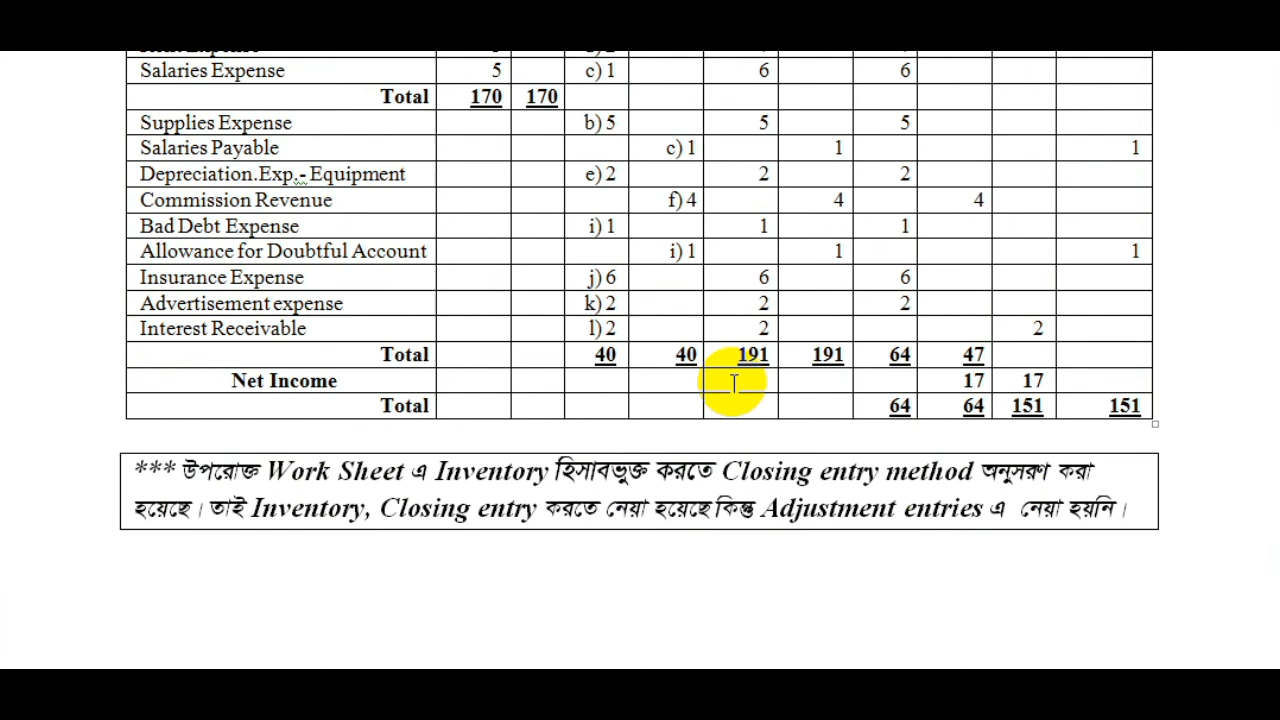 Salaries Expense 5 c) 1 6 6
Total 170 170
Supplies Expense b) 5 5 5
Salaries Payable c) 1 1 1
Depreciation.Exp.- Equipment e) 2 2 2
Commission Revenue f) 4 4 4
Bad Debt Expense i) 1 1 1
Allowance for Doubtful Account i) 1 1 1
Insurance Expense j) 6 6 6
Advertisement expense k) 2 2 2
Interest Receivable l) 2 2 2
Total 40 40 191 191 64 47
Net Income 17 17
Total 64 64 151 151
*** উপরোক্ত Work Sheet এ Inventory হিসাবভুক্ত করতে Closing entry method অনুসরণ করা
হয়েছে। তাই Inventory, Closing entry করতে নেয়া হয়েছে কিন্তু Adjustment entries এ নেয়া হয়নি।